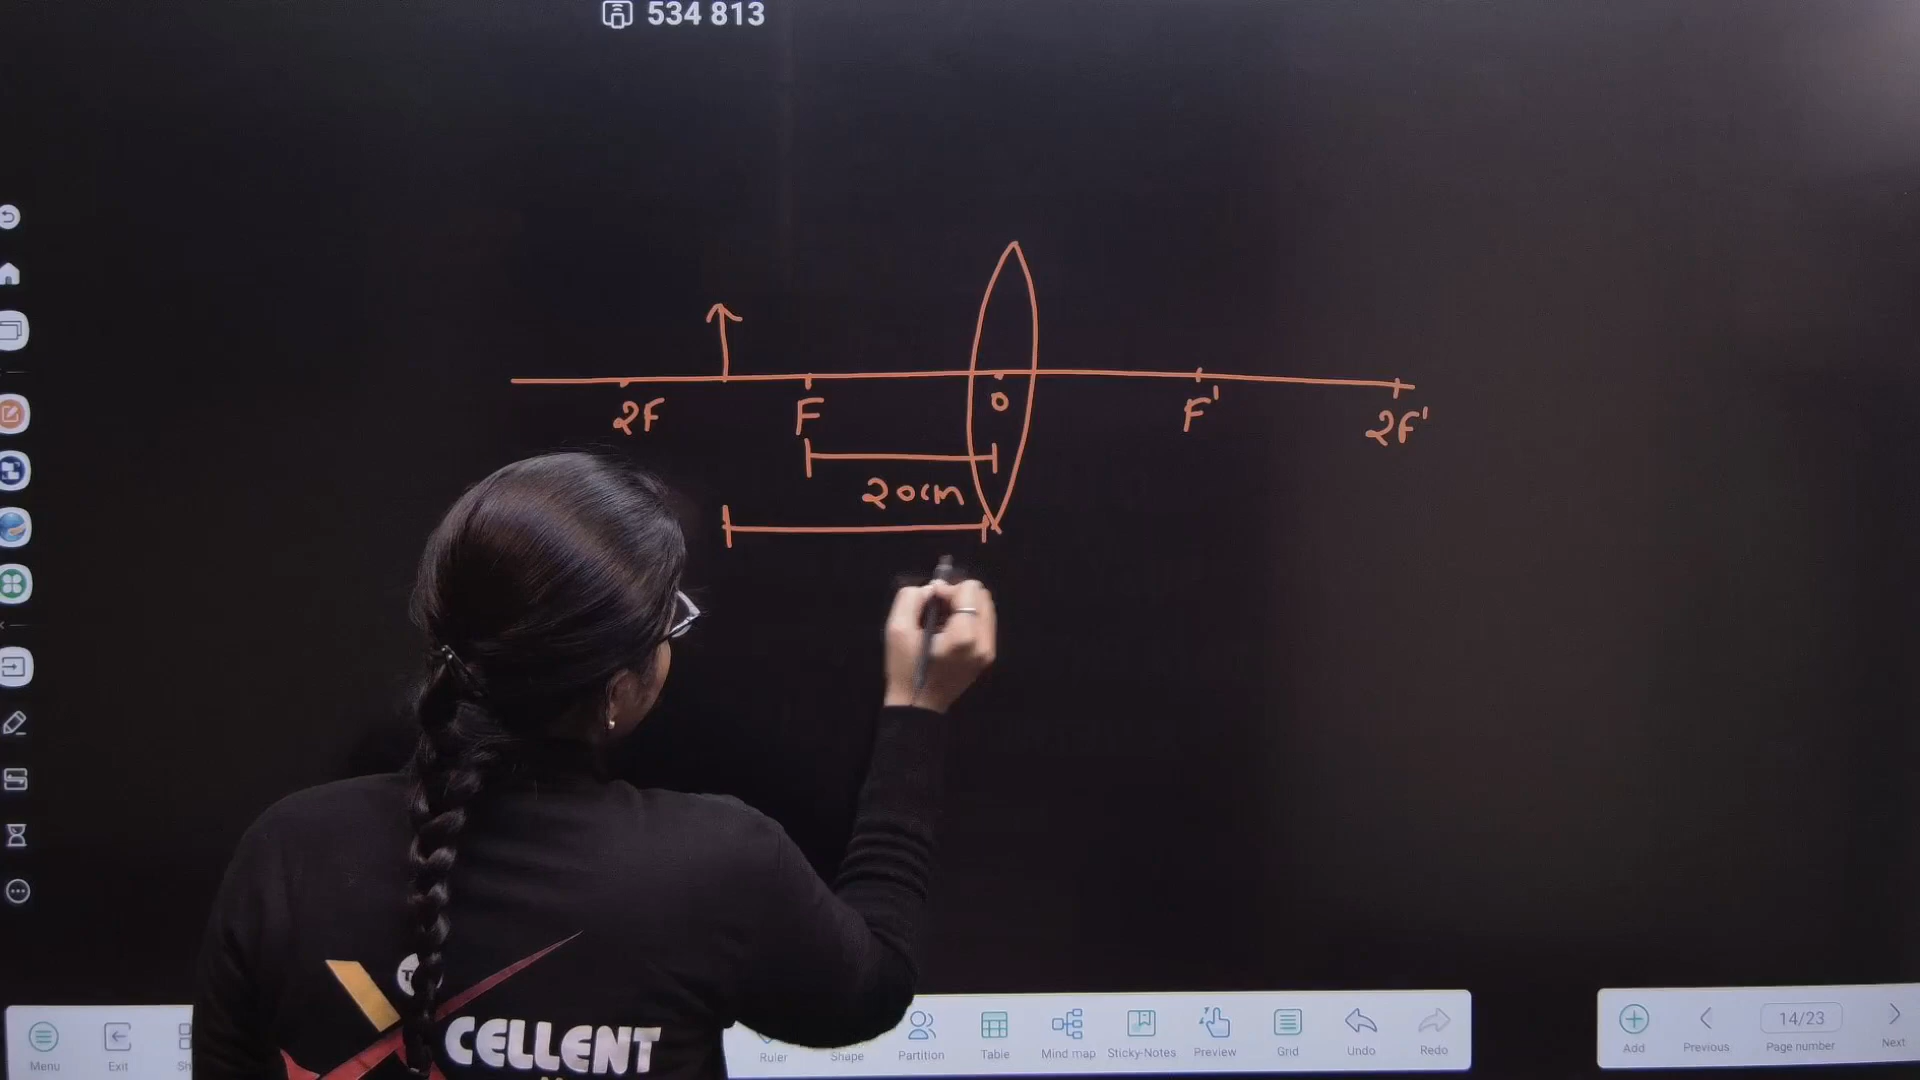 534 813
2F F O F' 2F'
20cm
CELLENT
Menu Exit Sh Ruler Shape Partition Table Mind map Sticky-Notes Preview Grid Undo Redo Add Previous 14/23 Page number Next